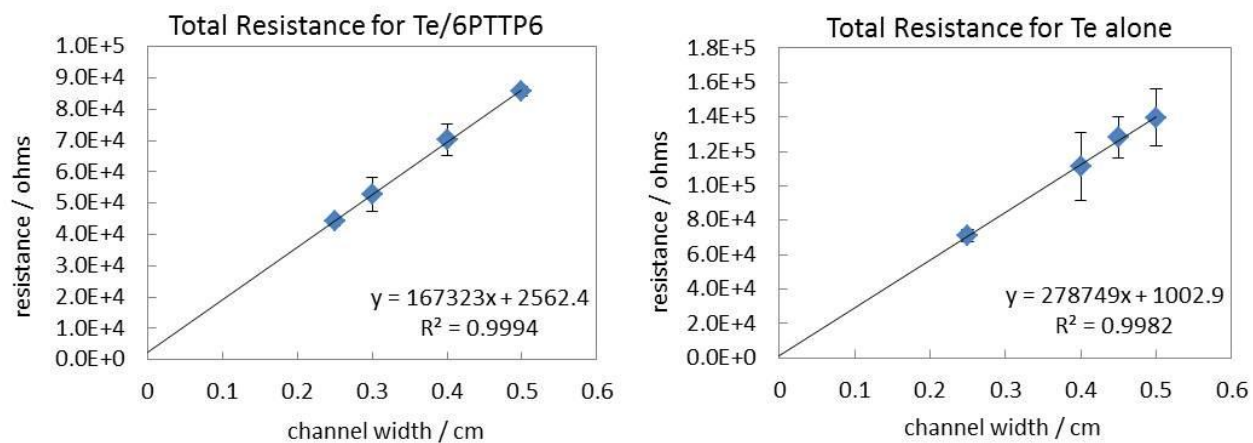 Total Resistance for Te/6PTTP6
resistance / ohms
1.0E+5
9.0E+4
8.0E+4
7.0E+4
6.0E+4
5.0E+4
4.0E+4
3.0E+4
2.0E+4
1.0E+4
0.0E+0
y = 167323x + 2562.4
R² = 0.9994
0 0.1 0.2 0.3 0.4 0.5 0.6
channel width / cm
Total Resistance for Te alone
resistance / ohms
1.8E+5
1.6E+5
1.4E+5
1.2E+5
1.0E+5
8.0E+4
6.0E+4
4.0E+4
2.0E+4
0.0E+0
y = 278749x + 1002.9
R² = 0.9982
0 0.1 0.2 0.3 0.4 0.5 0.6
channel width / cm